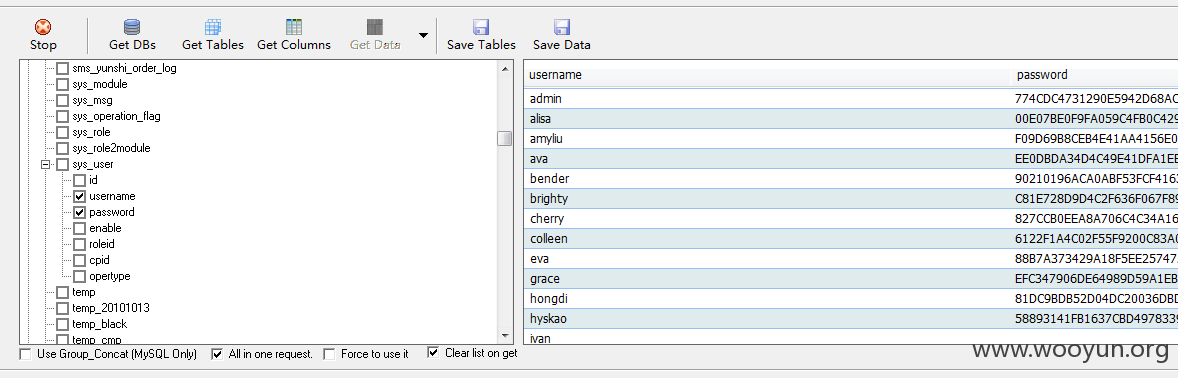 Stop Get DBs Get Tables Get Columns Get Data Save Tables Save Data
sms_yunshi_order_log
sys_module
sys_msg
sys_operation_flag
sys_role
sys_role2module
sys_user
id
username
password
enable
roleid
cpid
opertype
temp
temp_20101013
temp_black
temp_cmp
username password
admin 774CDC4731290E5942D68AC
alisa 00E07BE0F9FA059C4FB0C429
amyliu F09D69B8CEB4E41AA4156E0
ava EE0DBDA34D4C49E41DFA1EE
bender 90210196ACA0ABF53FCF4163
brighty C81E728D9D4C2F636F067F89
cherry 827CCB0EEA8A706C4C34A16
colleen 6122F1A4C02F55F9200C83A0
eva 88B7A373429A18F5EE25747
grace EFC347906DE64989D59A1EB
hongdi 81DC9BDB52D04DC20036DBD
hyskao 58893141FB1637CBD4978339
ivan
Use Group_Concat (MySQL Only) All in one request. Force to use it Clear list on get
www.wooyun.org